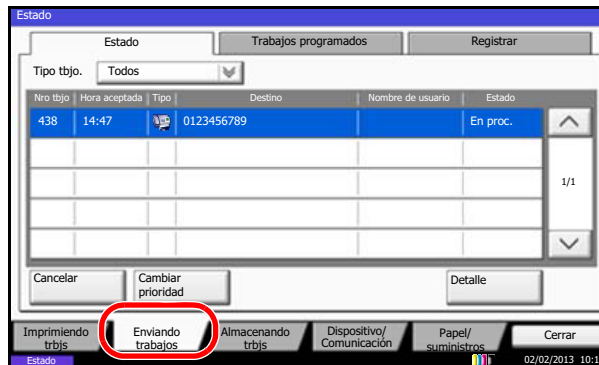 Estado
Estado Trabajos programados Registrar
Tipo tbjo. Todos
Nro tbjo Hora aceptada Tipo Destino Nombre de usuario Estado
438 14:47 0123456789 En proc.
1/1
Cancelar Cambiar prioridad Detalle
Imprimiendo trbjs Enviando trabajos Almacenando trbjs Dispositivo/ Comunicación Papel/ suministros Cerrar
Estado 02/02/2013 10:1